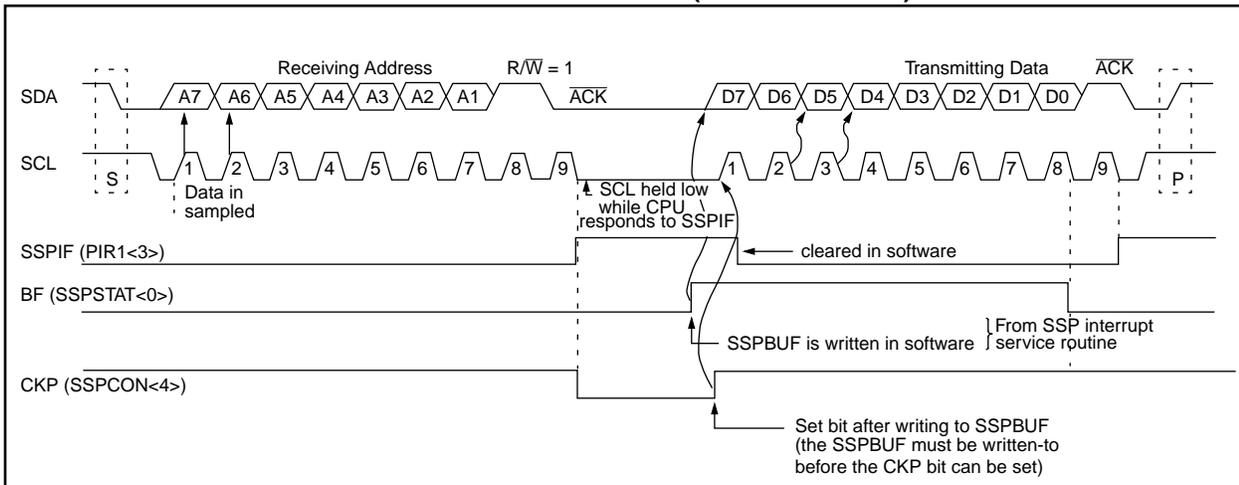 Receiving Address R/W = 1 Transmitting Data ACK
SDA A7 A6 A5 A4 A3 A2 A1 ACK D7 D6 D5 D4 D3 D2 D1 D0
SCL S 1 2 3 4 5 6 7 8 9 1 2 3 4 5 6 7 8 9 P
Data in
sampled
SCL held low
while CPU
responds to SSPIF
SSPIF (PIR1<3>) cleared in software
BF (SSPSTAT<0>)
SSPBUF is written in software
From SSP interrupt
service routine
CKP (SSPCON<4>)
Set bit after writing to SSPBUF
(the SSPBUF must be written-to
before the CKP bit can be set)